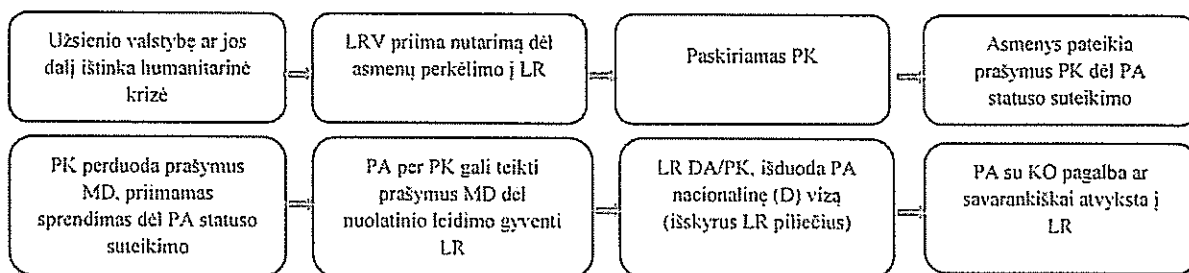 Užsienio valstybę ar jos
dalį ištinka humanitarinė
krizė
LRV priima nutarimą dėl
asmenų perkėlimo į LR
Paskiriamas PK
Asmenys pateikia
prašymus PK dėl PA
statuso suteikimo
PK perduoda prašymus
MD, priimamas
sprendimas dėl PA statuso
suteikimo
PA per PK gali teikti
prašymus MD dėl
nuolatinio leidimo gyventi
LR
LR DA/PK, išduoda PA
nacionalinę (D) vizą
(išskyrus LR piliečius)
PA su KO pagalba ar
savarankiškai atvyksta į
LR